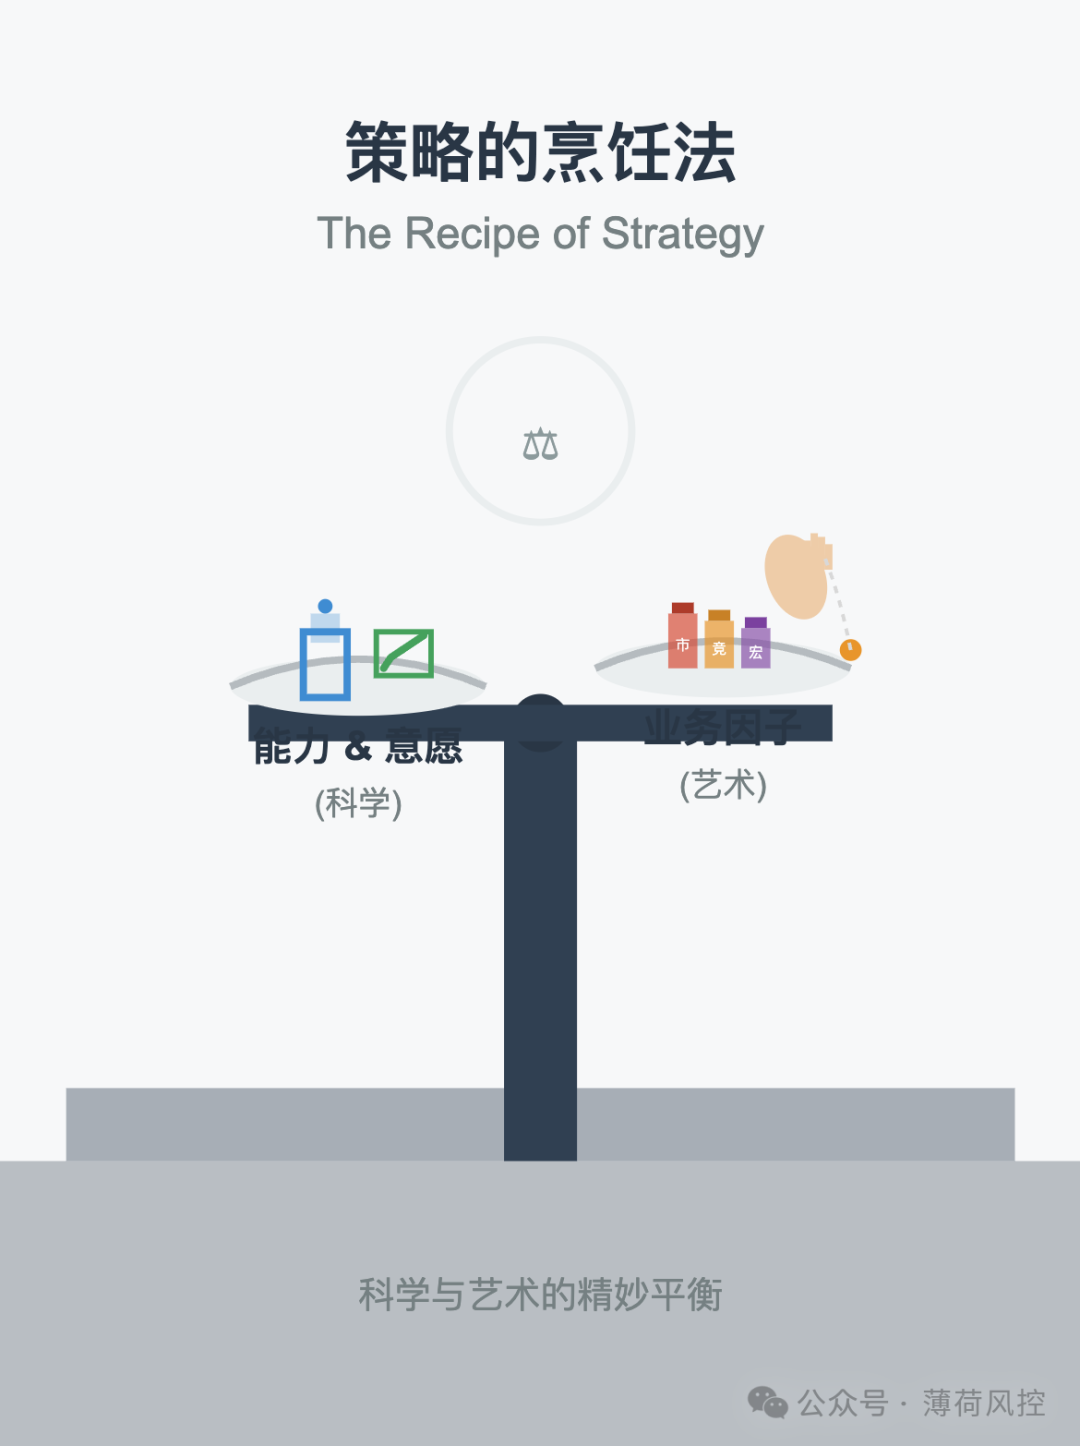 策略的烹饪法
The Recipe of Strategy
市
竞
宏
能力 & 意愿
(科学)
业务因子
(艺术)
科学与艺术的精妙平衡
公众号 · 薄荷风控